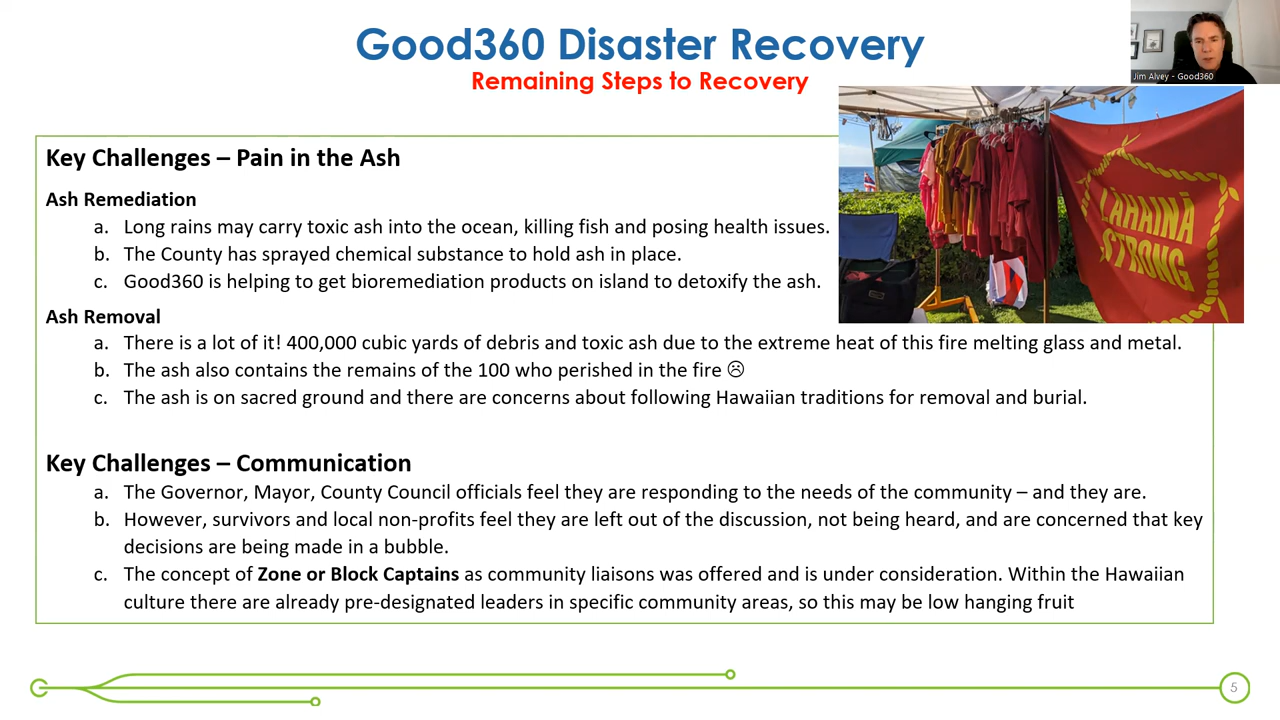 Good360 Disaster Recovery
Remaining Steps to Recovery
Jim Alvey - Good360
LAHAINA
STRONG
Key Challenges – Pain in the Ash
Ash Remediation
a. Long rains may carry toxic ash into the ocean, killing fish and posing health issues.
b. The County has sprayed chemical substance to hold ash in place.
c. Good360 is helping to get bioremediation products on island to detoxify the ash.
Ash Removal
a. There is a lot of it! 400,000 cubic yards of debris and toxic ash due to the extreme heat of this fire melting glass and metal.
b. The ash also contains the remains of the 100 who perished in the fire ☹
c. The ash is on sacred ground and there are concerns about following Hawaiian traditions for removal and burial.
Key Challenges – Communication
a. The Governor, Mayor, County Council officials feel they are responding to the needs of the community – and they are.
b. However, survivors and local non-profits feel they are left out of the discussion, not being heard, and are concerned that key
decisions are being made in a bubble.
c. The concept of Zone or Block Captains as community liaisons was offered and is under consideration. Within the Hawaiian
culture there are already pre-designated leaders in specific community areas, so this may be low hanging fruit
5